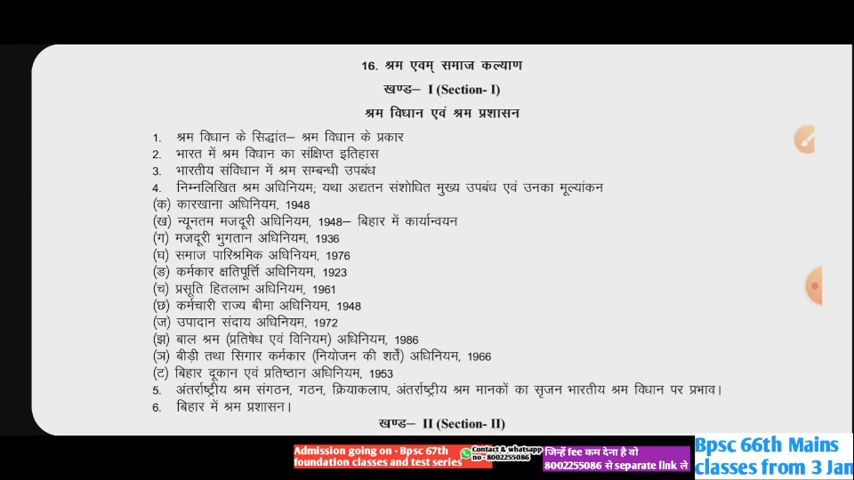 16. श्रम एवम् समाज कल्याण
खण्ड– I (Section- I)
श्रम विधान एवं श्रम प्रशासन
1. श्रम विधान के सिद्धांत– श्रम विधान के प्रकार
2. भारत में श्रम विधान का संक्षिप्त इतिहास
3. भारतीय संविधान में श्रम सम्बन्धी उपबंध
4. निम्नलिखित श्रम अधिनियम; यथा अद्यतन संशोधित मुख्य उपबंध एवं उनका मूल्यांकन
(क) कारखाना अधिनियम, 1948
(ख) न्यूनतम मजदूरी अधिनियम, 1948– बिहार में कार्यान्वयन
(ग) मजदूरी भुगतान अधिनियम, 1936
(घ) समाज पारिश्रमिक अधिनियम, 1976
(ङ) कर्मकार क्षतिपूर्त्ति अधिनियम, 1923
(च) प्रसूति हितलाभ अधिनियम, 1961
(छ) कर्मचारी राज्य बीमा अधिनियम, 1948
(ज) उपादान संदाय अधिनियम, 1972
(झ) बाल श्रम (प्रतिषेध एवं विनियम) अधिनियम, 1986
(ञ) बीड़ी तथा सिगार कर्मकार (नियोजन की शर्ते) अधिनियम, 1966
(ट) बिहार दूकान एवं प्रतिष्ठान अधिनियम, 1953
5. अंतर्राष्ट्रीय श्रम संगठन, गठन, क्रियाकलाप, अंतर्राष्ट्रीय श्रम मानकों का सृजन भारतीय श्रम विधान पर प्रभाव।
6. बिहार में श्रम प्रशासन।
खण्ड– II (Section- II)
Admission going on - Bpsc 67th
foundation classes and test series
Contact & whatsapp
no - 8002255086
जिन्हें fee कम देना है वो
8002255086 से separate link ले
Bpsc 66th Mains
classes from 3 Jan